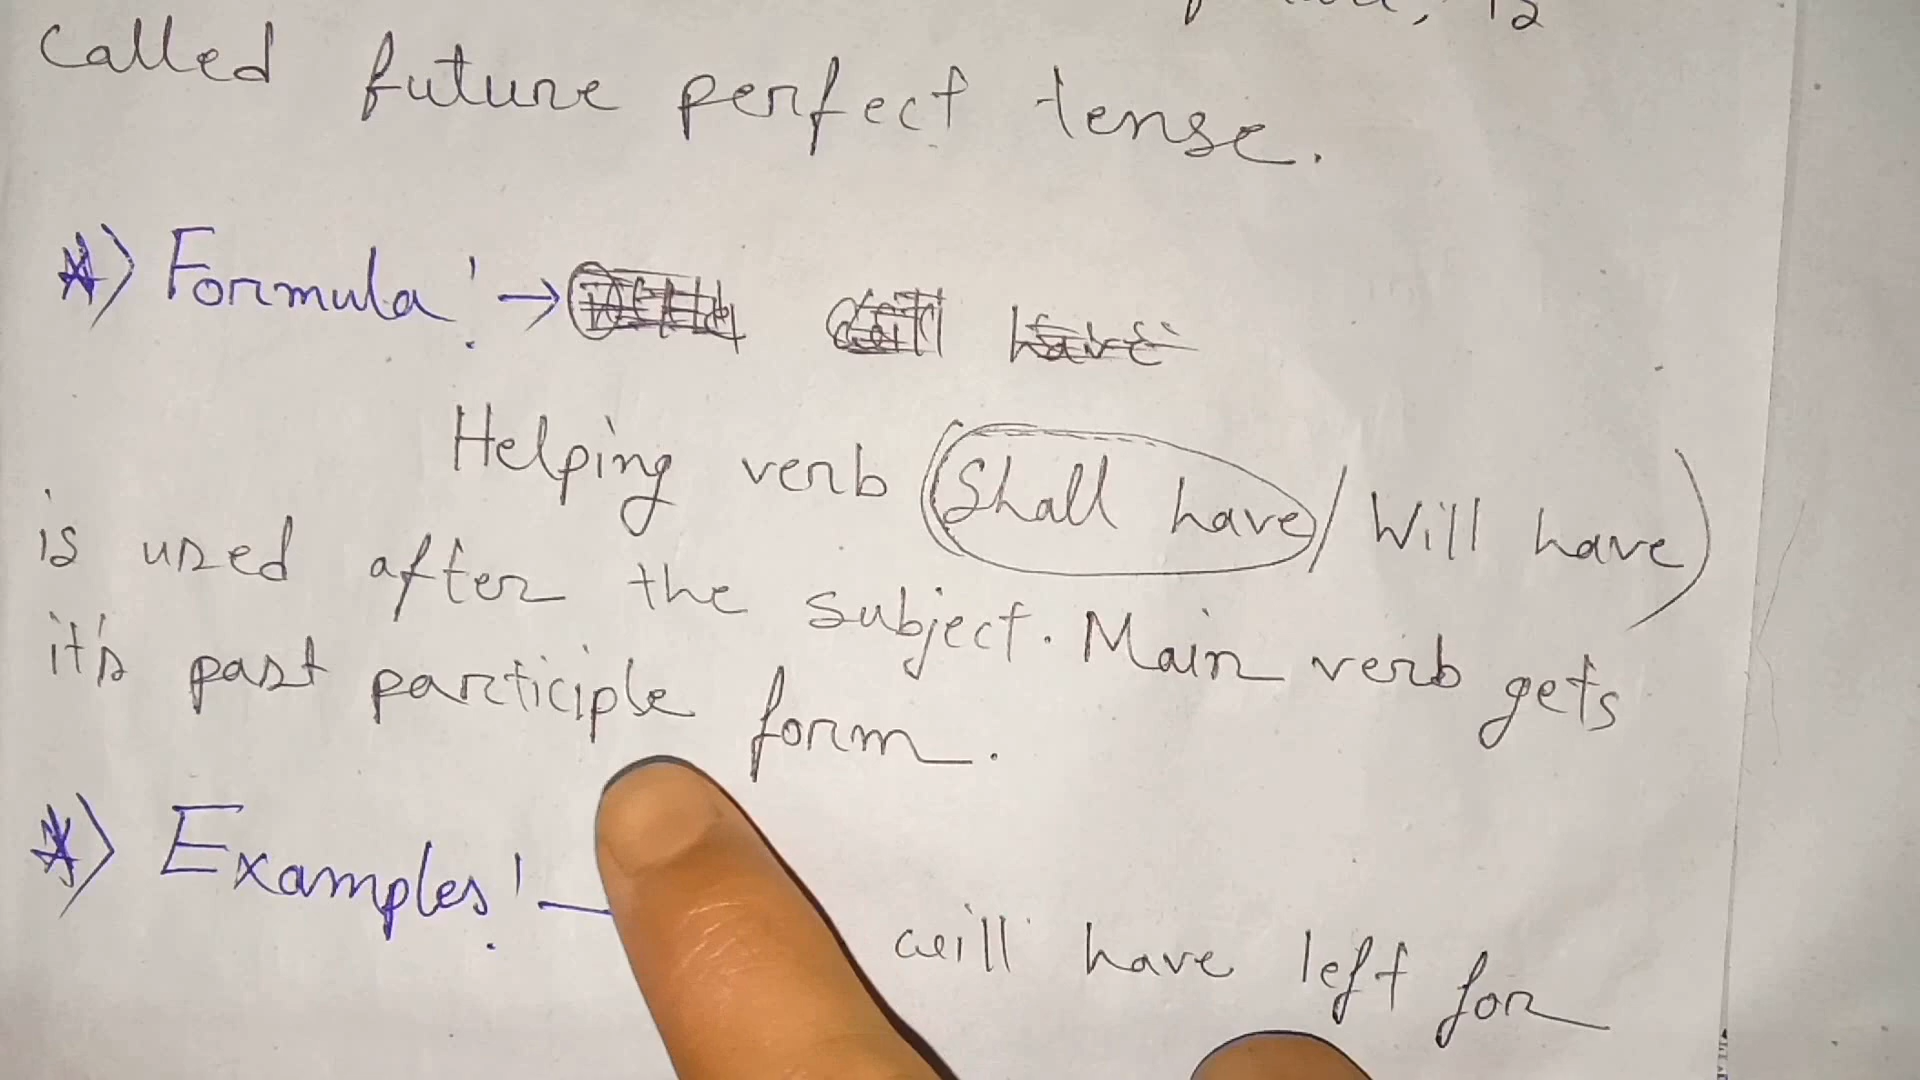 called future perfect tense.
*) Formula :→
Helping verb (Shall have / Will have)
is used after the subject. Main verb gets
it's past participle form.
*) Examples :-
will have left for